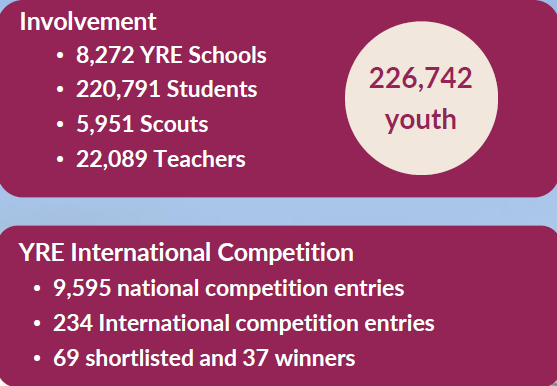 Involvement
• 8,272 YRE Schools
• 220,791 Students
• 5,951 Scouts
• 22,089 Teachers
226,742
youth
YRE International Competition
• 9,595 national competition entries
• 234 International competition entries
• 69 shortlisted and 37 winners